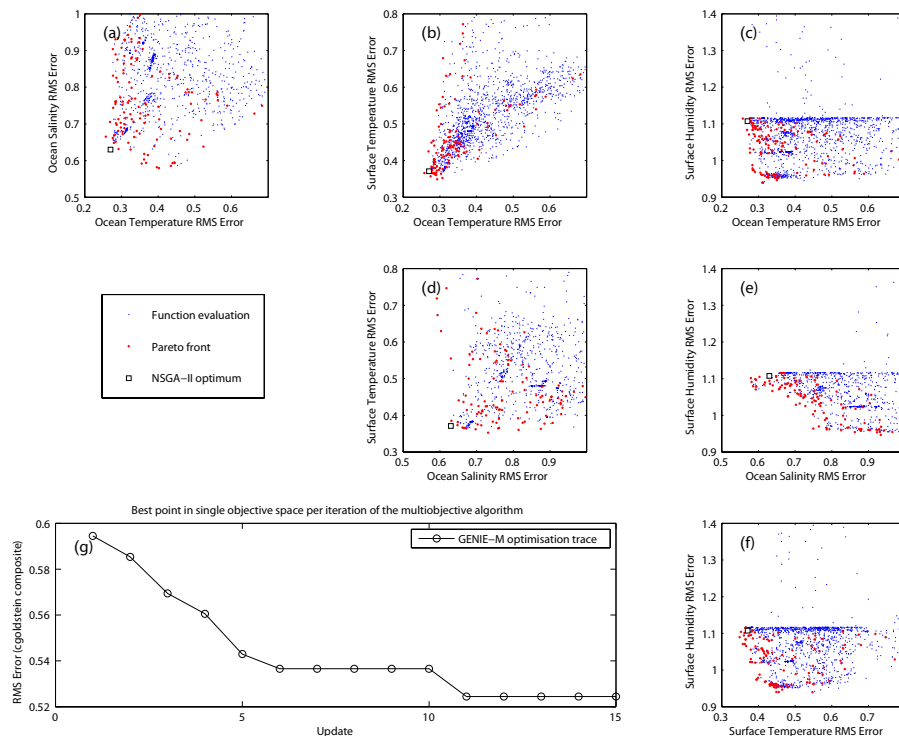 (a)
Ocean Salinity RMS Error
1
0.9
0.8
0.7
0.6
0.5
0.2 0.3 0.4 0.5 0.6
Ocean Temperature RMS Error
(b)
Surface Temperature RMS Error
0.8
0.7
0.6
0.5
0.4
0.3
0.2 0.3 0.4 0.5 0.6
Ocean Temperature RMS Error
(c)
Surface Humidity RMS Error
1.4
1.3
1.2
1.1
1
0.9
0.2 0.3 0.4 0.5 0.6
Ocean Temperature RMS Error
Function evaluation
Pareto front
NSGA−II optimum
(d)
Surface Temperature RMS Error
0.8
0.7
0.6
0.5
0.4
0.3
0.5 0.6 0.7 0.8 0.9
Ocean Salinity RMS Error
(e)
Surface Humidity RMS Error
1.4
1.3
1.2
1.1
1
0.9
0.5 0.6 0.7 0.8 0.9
Ocean Salinity RMS Error
Best point in single objective space per iteration of the multiobjective algorithm
(g)
GENIE−M optimisation trace
RMS Error (cgoldstein composite)
0.6
0.58
0.56
0.54
0.52
0 5 10 15
Update
(f)
Surface Humidity RMS Error
1.4
1.3
1.2
1.1
1
0.9
0.3 0.4 0.5 0.6 0.7
Surface Temperature RMS Error